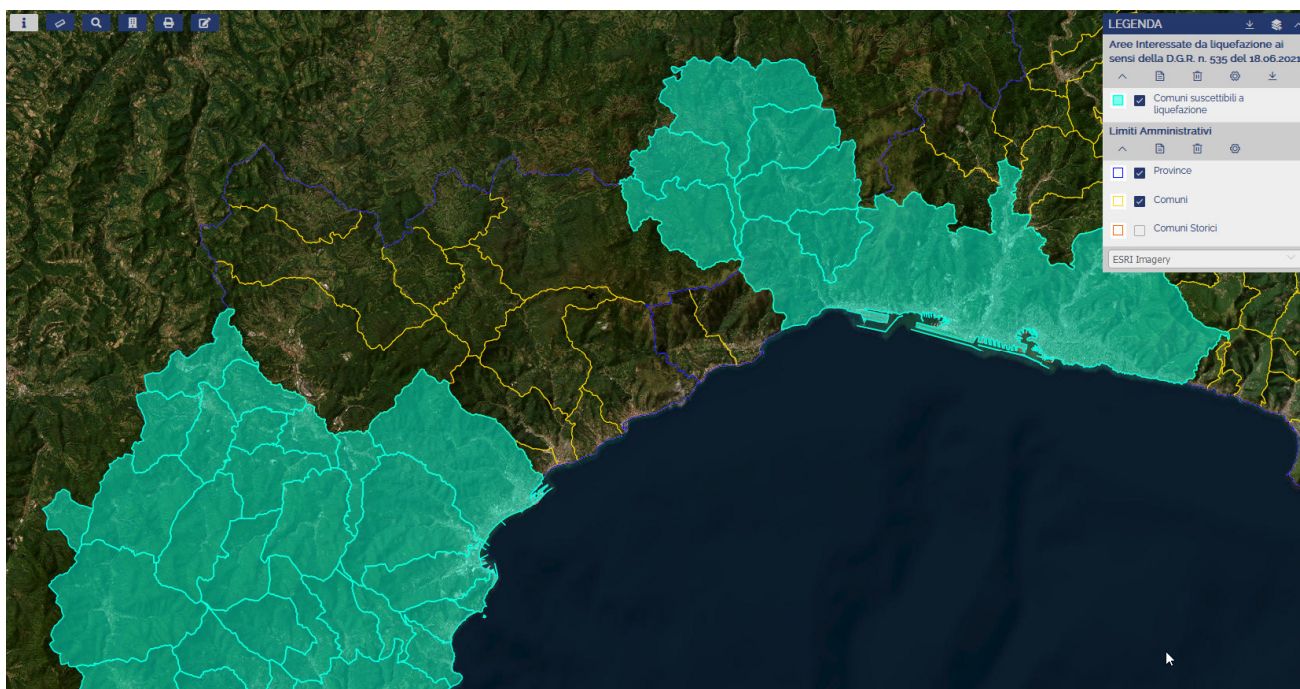 LEGENDA
Aree Interessate da liquefazione ai
sensi della D.G.R. n. 535 del 18.06.2021
Comuni suscettibili a
liquefazione
Limiti Amministrativi
Province
Comuni
Comuni Storici
ESRI Imagery